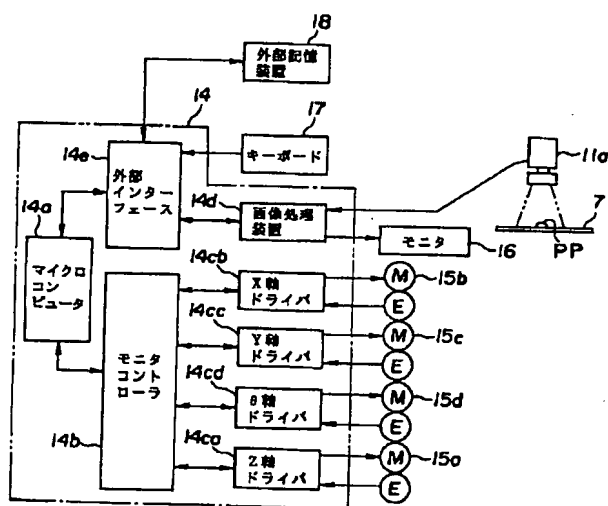 18
外部記憶
装置
14
17
14e
外部
インター
フェース
キーボード
11a
14a
14d
画像処理
装置
7
マイクロ
コン
ピュータ
モニタ
16
PP
14cb
X軸
ドライバ
M
15b
E
14cc
Y軸
ドライバ
M
15c
E
モニタ
コント
ローラ
14cd
θ軸
ドライバ
M
15d
E
14b
14ca
Z軸
ドライバ
M
15a
E